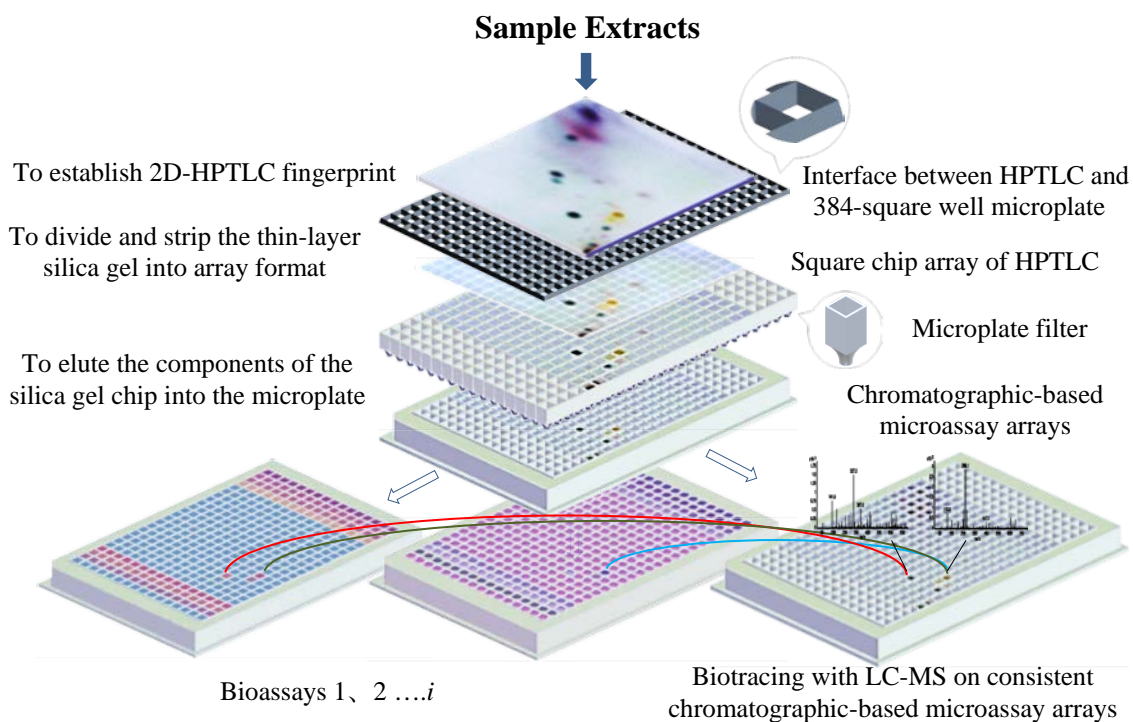 Sample Extracts
To establish 2D-HPTLC fingerprint
Interface between HPTLC and
384-square well microplate
To divide and strip the thin-layer
silica gel into array format
Square chip array of HPTLC
Microplate filter
To elute the components of the
silica gel chip into the microplate
Chromatographic-based
microassay arrays
Bioassays 1、2 ….i
Biotracing with LC-MS on consistent
chromatographic-based microassay arrays